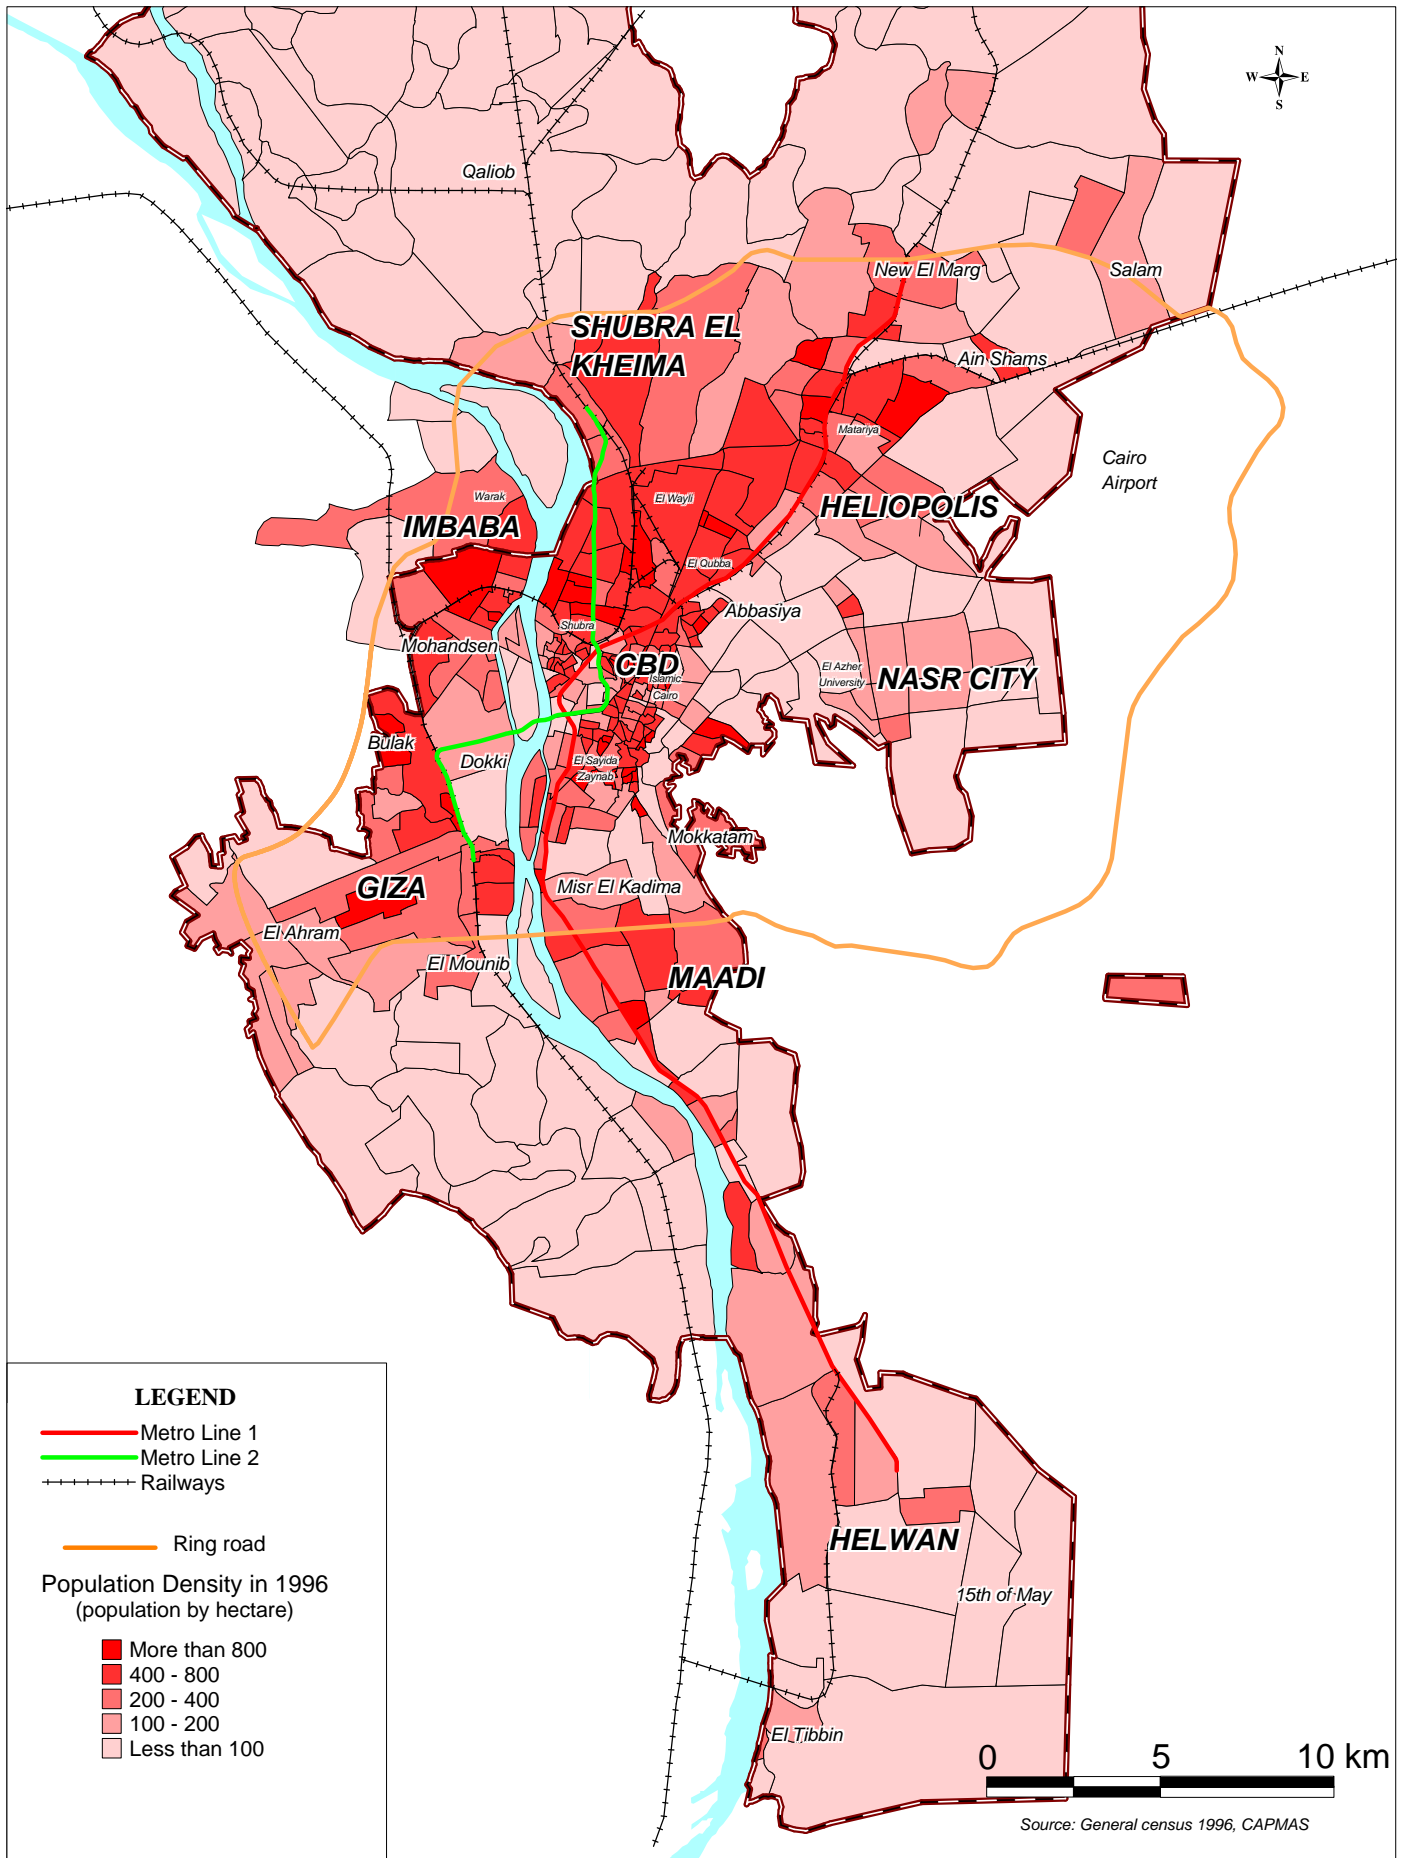 N
W E
S
Qaliob
New El Marg
Salam
SHUBRA EL
KHEIMA
Ain Shams
Matariya
Cairo
Airport
Warak
El Wayli
HELIOPOLIS
IMBABA
El Qubba
Abbasiya
Shubra
Mohandsen
CBD
El Azher
University
NASR CITY
Islamic
Cairo
Bulak
Dokki
El Sayida
Zaynab
Mokkatam
GIZA
Misr El Kadima
El Ahram
El Mounib
MAADI
LEGEND
Metro Line 1
Metro Line 2
Railways
Ring road
Population Density in 1996
(population by hectare)
More than 800
400 - 800
200 - 400
100 - 200
Less than 100
HELWAN
15th of May
El Tibbin
0 5 10 km
Source: General census 1996, CAPMAS